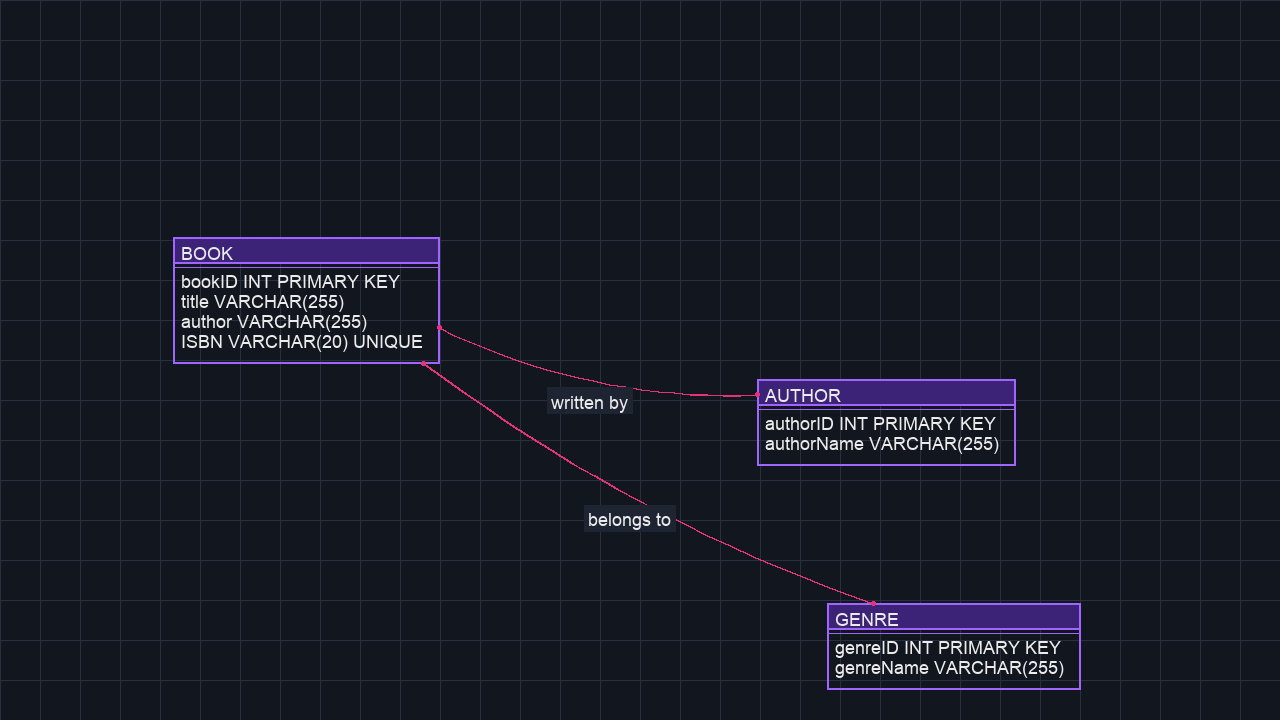 BOOK
bookID INT PRIMARY KEY
title VARCHAR(255)
author VARCHAR(255)
ISBN VARCHAR(20) UNIQUE
written by
AUTHOR
authorID INT PRIMARY KEY
authorName VARCHAR(255)
belongs to
GENRE
genreID INT PRIMARY KEY
genreName VARCHAR(255)